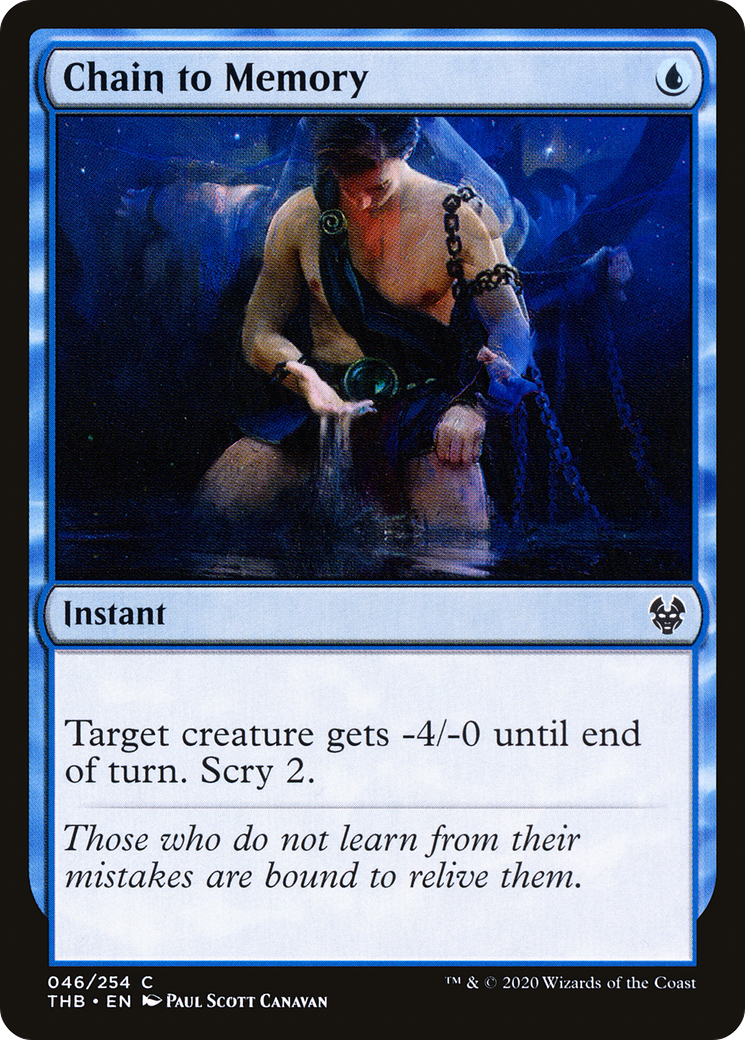 Chain to Memory
Instant
Target creature gets -4/-0 until end
of turn. Scry 2.
Those who do not learn from their
mistakes are bound to relive them.
046/254 C
THB • EN Paul Scott Canavan
™ & © 2020 Wizards of the Coast